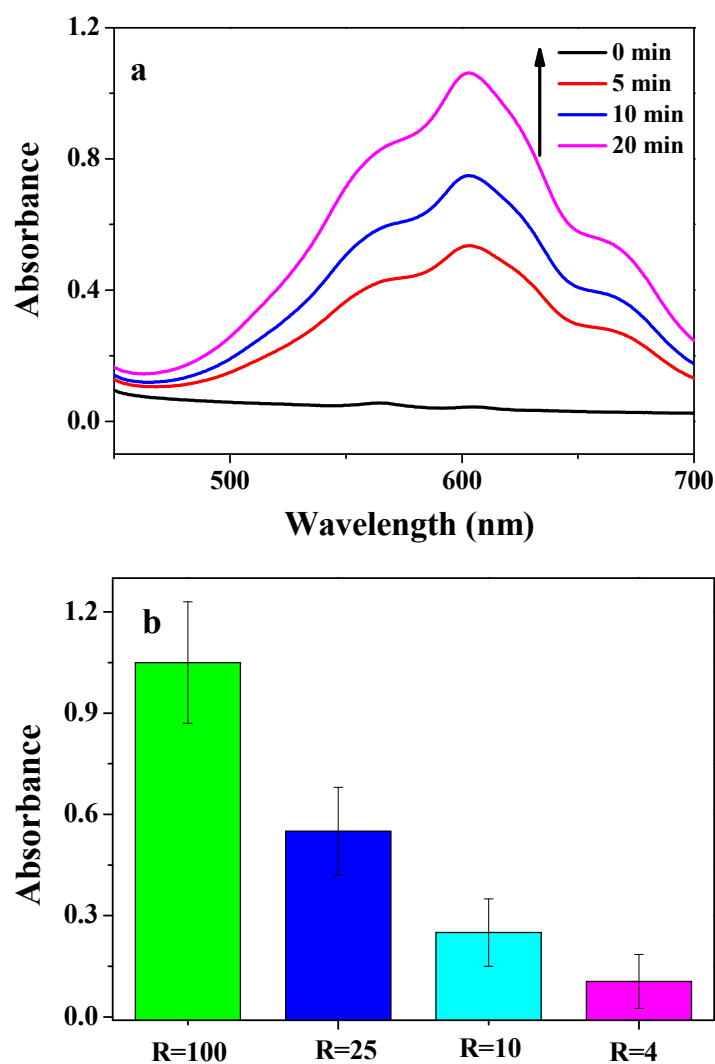 a
1.2
0.8
0.4
0.0
Absorbance
0 min
5 min
10 min
20 min
500 600 700
Wavelength (nm)
b
1.2
0.9
0.6
0.3
0.0
Absorbance
R=100 R=25 R=10 R=4